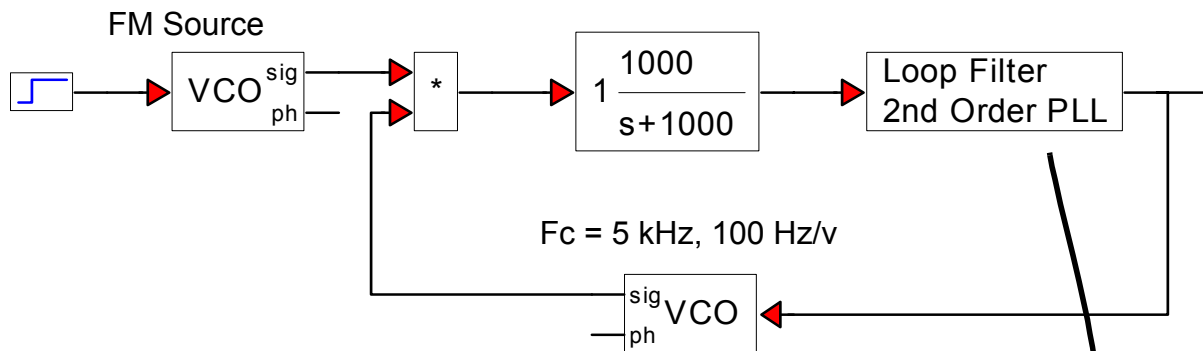 FM Source
VCO
sig
ph
*
1 1000
s+1000
Loop Filter
2nd Order PLL
Fc = 5 kHz, 100 Hz/v
sig
VCO
ph